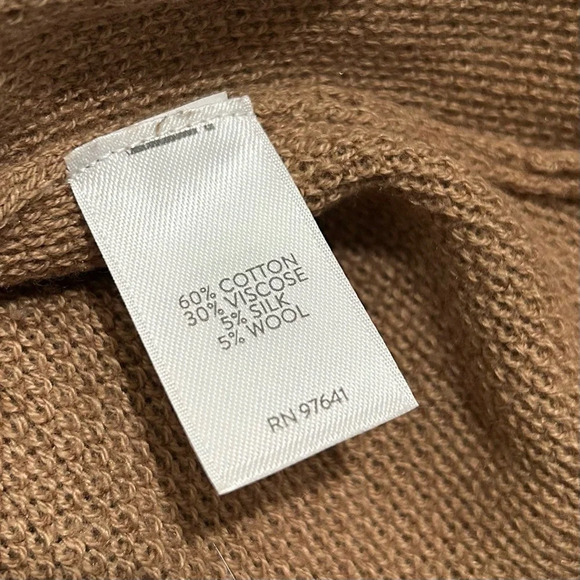 60% COTTON
30% VISCOSE
5% SILK
5% WOOL
RN 97641